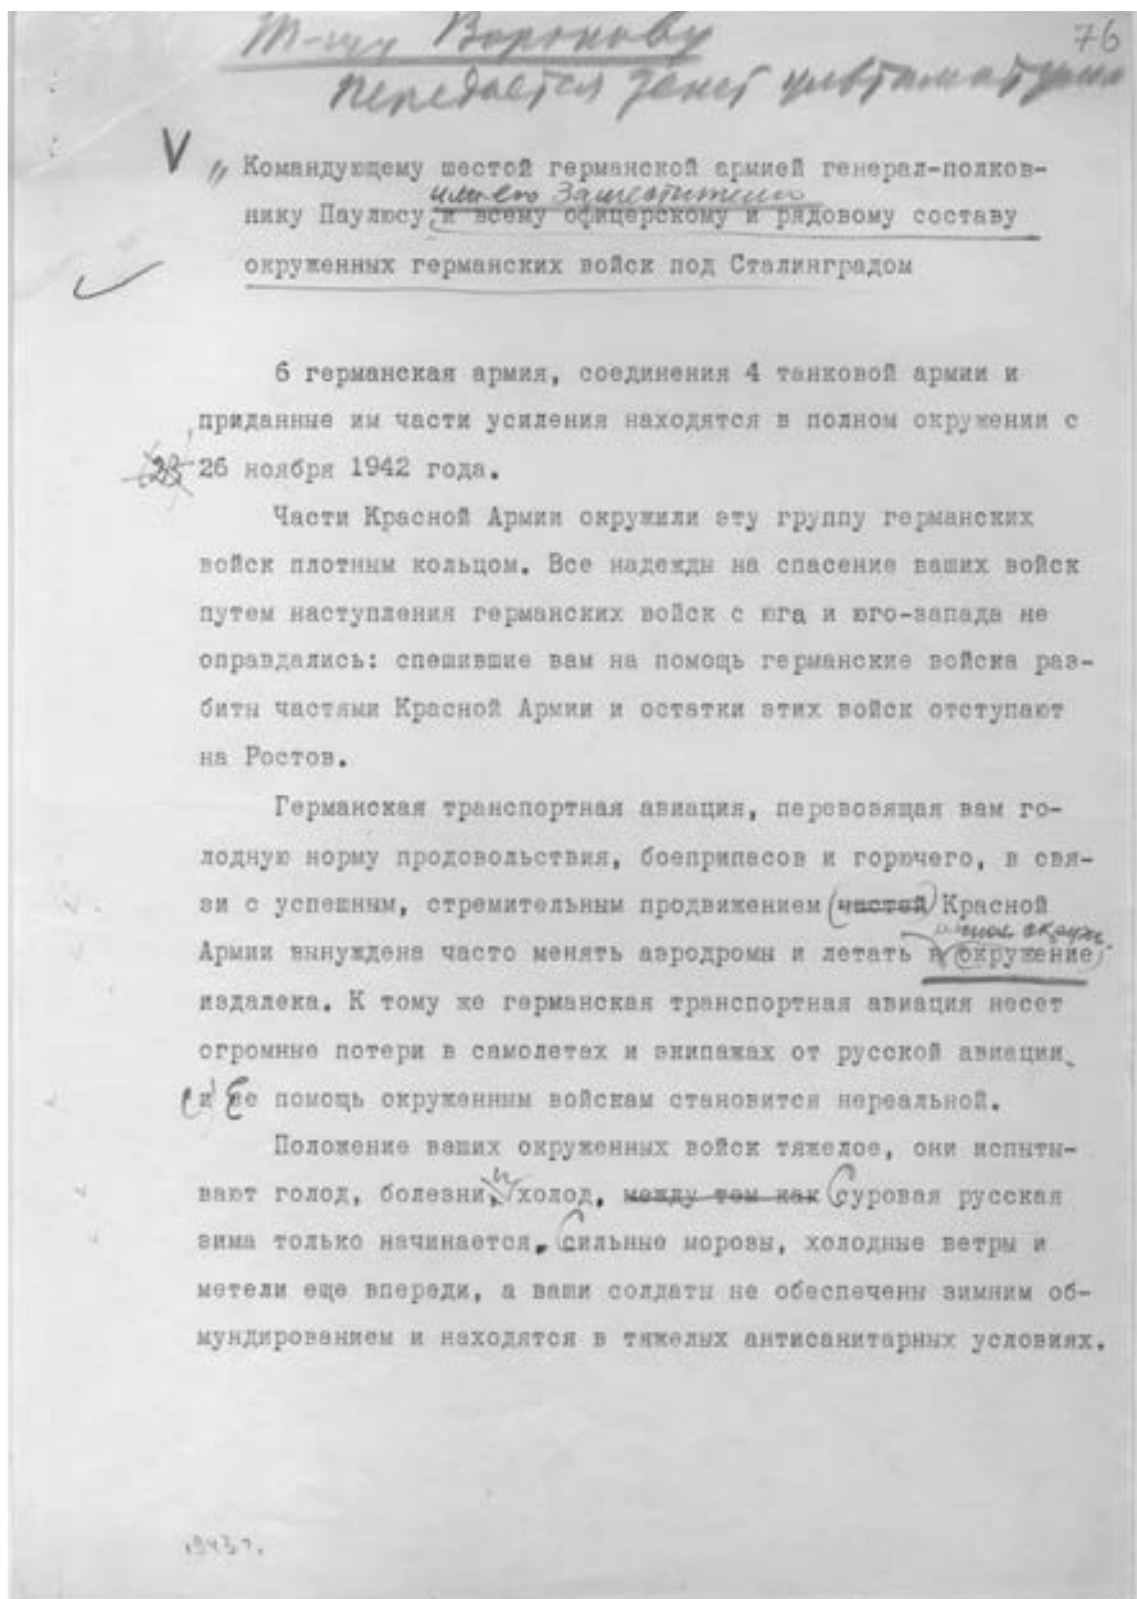 Т-щу Воронову
76
Передается текст ультиматума
V
" Командующему шестой германской армией генерал-полков-
или его Заместителю
нику Паулюсу и всему офицерскому и рядовому составу
окруженных германских войск под Сталинградом
6 германская армия, соединения 4 танковой армии и
приданные им части усиления находятся в полном окружении с
23 26 ноября 1942 года.
Части Красной Армии окружили эту группу германских
войск плотным кольцом. Все надежды на спасение ваших войск
путем наступления германских войск с юга и юго-запада не
оправдались: спешившие вам на помощь германские войска раз-
биты частями Красной Армии и остатки этих войск отступают
на Ростов.
Германская транспортная авиация, перевозящая вам го-
лодную норму продовольствия, боеприпасов и горючего, в свя-
зи с успешным, стремительным продвижением (частей) Красной
окруж.
Армии вынуждена часто менять аэродромы и летать в (окружение)
издалека. К тому же германская транспортная авиация несет
огромные потери в самолетах и экипажах от русской авиации
(и Ее помощь окруженным войскам становится нереальной.
Положение ваших окруженных войск тяжелое, они испыты-
и
вают голод, болезни, холод, между тем как Суровая русская
зима только начинается. Сильные морозы, холодные ветры и
метели еще впереди, а ваши солдаты не обеспечены зимним об-
мундированием и находятся в тяжелых антисанитарных условиях.
1943 г.